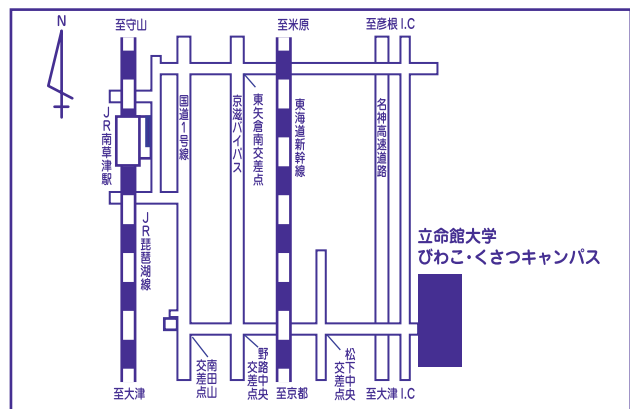 N
至守山
至米原
至彦根 I.C
国道1号線
京滋バイパス
東矢倉南交差点
東海道新幹線
名神高速道路
JR南草津駅
JR琵琶湖線
立命館大学
びわこ・くさつキャンパス
南田山
交差点
野路中央
交差点
松下中央
交差点
至大津
至京都
至大津 I.C